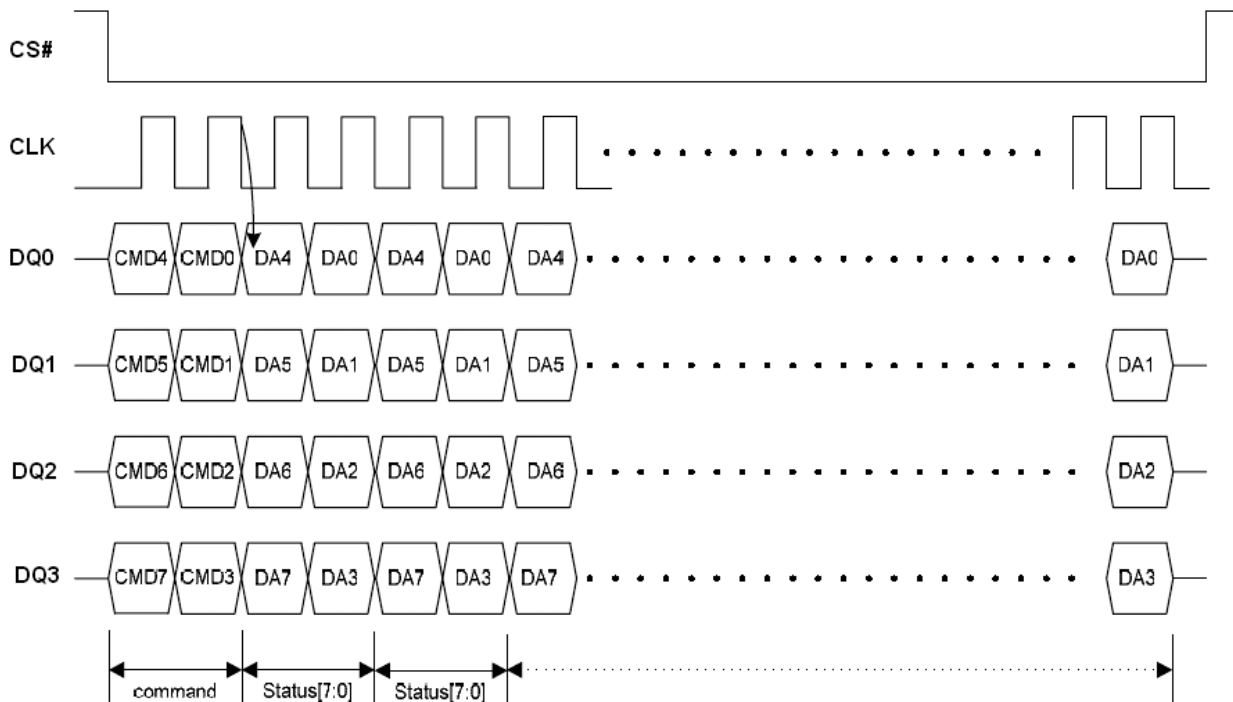 CS#
CLK
DQ0 CMD4 CMD0 DA4 DA0 DA4 DA0 DA4 DA0
DQ1 CMD5 CMD1 DA5 DA1 DA5 DA1 DA5 DA1
DQ2 CMD6 CMD2 DA6 DA2 DA6 DA2 DA6 DA2
DQ3 CMD7 CMD3 DA7 DA3 DA7 DA3 DA7 DA3
command Status[7:0] Status[7:0]